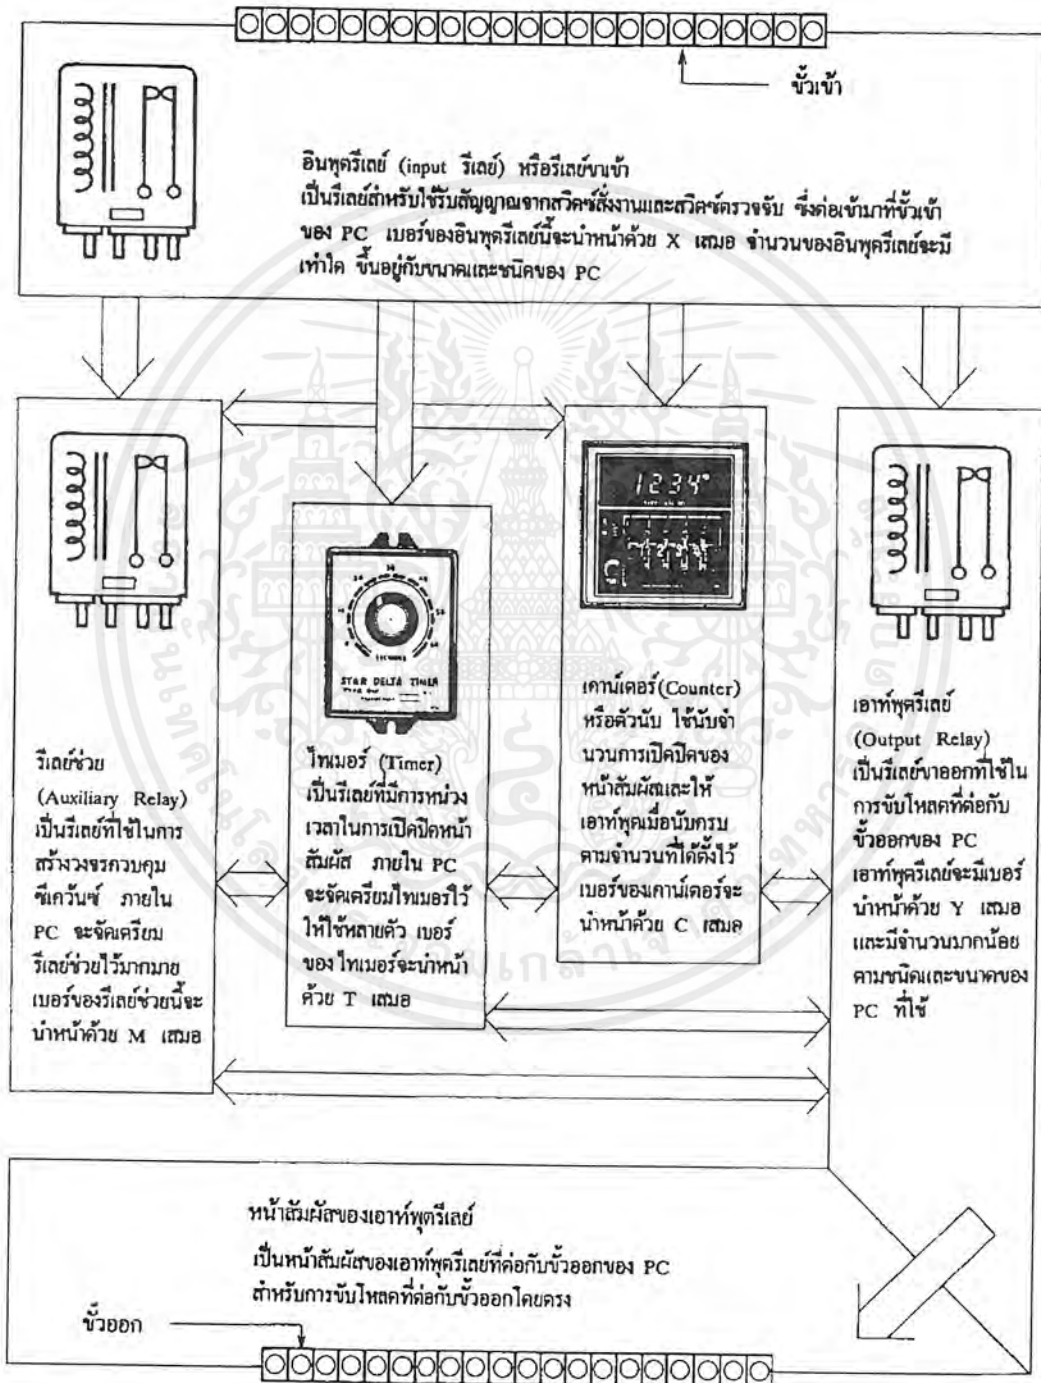 ขั้วเข้า
อินพุตรีเลย์ (input รีเลย์) หรือรีเลย์ขาเข้า
เป็นรีเลย์สำหรับใช้รับสัญญาณจากสวิคซ์สั่งงานและสวิคซ์ตรวจจับ ซึ่งต่อเข้ามาที่ขั้วเข้า
ของ PC เบอร์ของอินพุตรีเลย์นี้จะนำหน้าด้วย X เสมอ จำนวนของอินพุตรีเลย์จะมี
เท่าใด ขึ้นอยู่กับขนาดและชนิดของ PC
รีเลย์ช่วย
(Auxiliary Relay)
เป็นรีเลย์ที่ใช้ในการ
สร้างวงจรควบคุม
ซีเควันซ์ ภายใน
PC จะจัดเตรียม
รีเลย์ช่วยไว้มากมาย
เบอร์ของรีเลย์ช่วยนี้จะ
นำหน้าด้วย M เสมอ
STAR DELTA TIMER
ไทเมอร์ (Timer)
เป็นรีเลย์ที่มีการหน่วง
เวลาในการเปิดปิดหน้า
สัมผัส ภายใน PC
จะจัดเตรียมไทเมอร์ไว้
ให้ใช้หลายตัว เบอร์
ของไทเมอร์จะนำหน้า
ด้วย T เสมอ
1234
เคาน์เตอร์(Counter)
หรือตัวนับ ใช้นับจำ
นวนการเปิดปิดของ
หน้าสัมผัสและให้
เอาท์พุตเมื่อนับครบ
ตามจำนวนที่ได้ตั้งไว้
เบอร์ของเคาน์เตอร์จะ
นำหน้าด้วย C เสมอ
เอาท์พุตรีเลย์
(Output Relay)
เป็นรีเลย์ขาออกที่ใช้ใน
การขับโหลดที่ต่อกับ
ขั้วออกของ PC
เอาท์พุตรีเลย์จะมีเบอร์
นำหน้าด้วย Y เสมอ
และมีจำนวนมากน้อย
ตามชนิดและขนาดของ
PC ที่ใช้
หน้าสัมผัสของเอาท์พุตรีเลย์
เป็นหน้าสัมผัสของเอาท์พุตรีเลย์ที่ต่อกับขั้วออกของ PC
สำหรับการขับโหลดที่ต่อกับขั้วออกโดยตรง
ขั้วออก